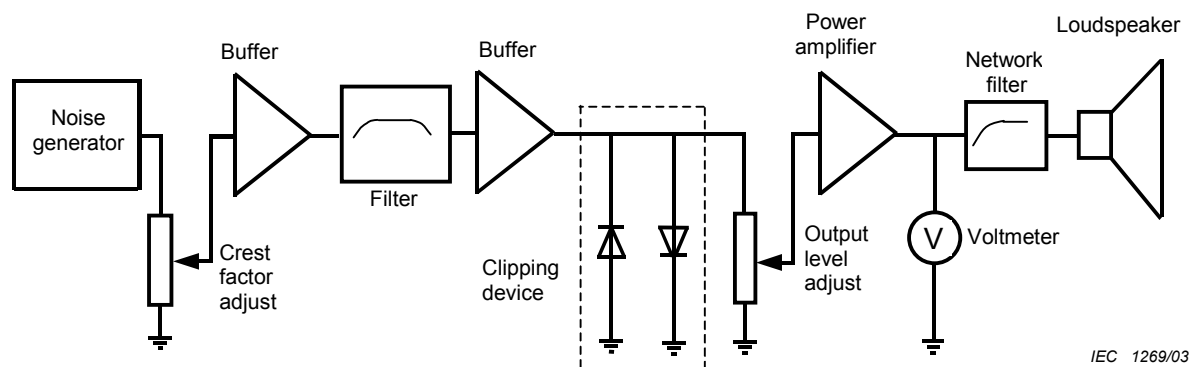 Noise
generator
Buffer
Crest
factor
adjust
Filter
Buffer
Clipping
device
Output
level
adjust
Power
amplifier
V
Voltmeter
Network
filter
Loudspeaker
IEC 1269/03